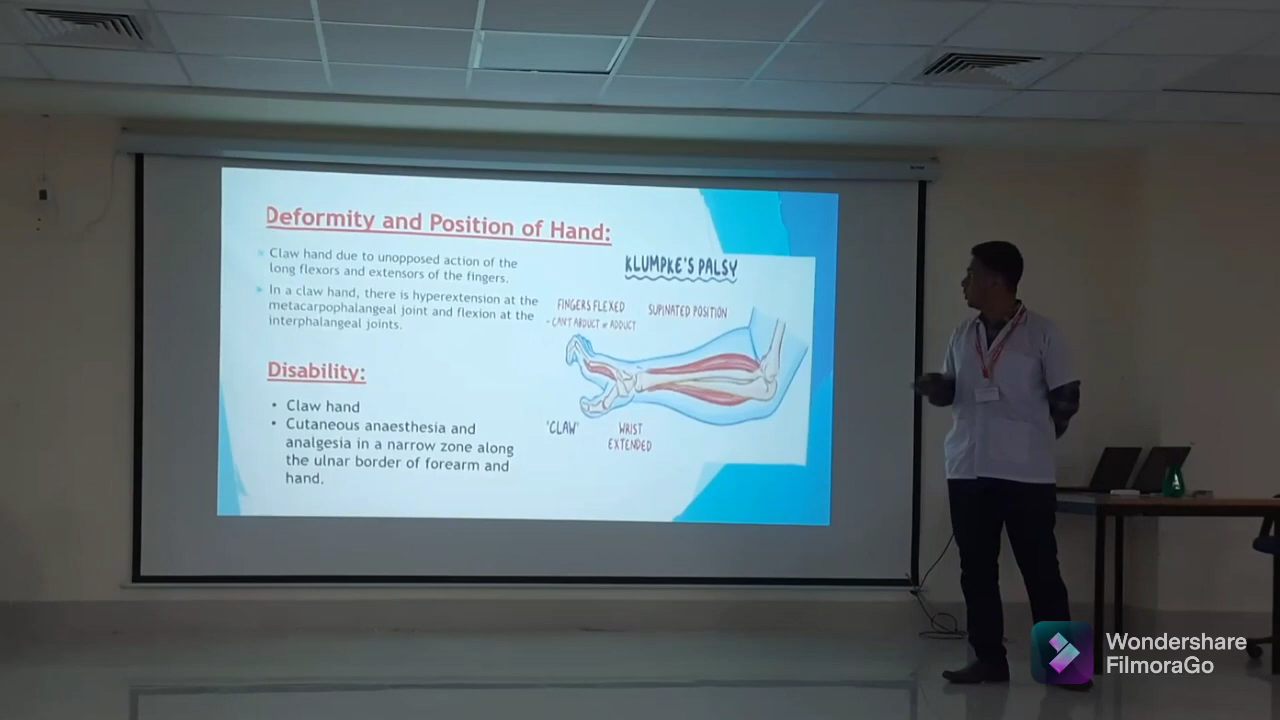 Deformity and Position of Hand:
Claw hand due to unopposed action of the
long flexors and extensors of the fingers.
In a claw hand, there is hyperextension at the
metacarpophalangeal joint and flexion at the
interphalangeal joints.
Disability:
• Claw hand
• Cutaneous anaesthesia and
analgesia in a narrow zone along
the ulnar border of forearm and
hand.
KLUMPKE'S PALSY
FINGERS FLEXED
- CAN'T ABDUCT or ADDUCT
SUPINATED POSITION
"CLAW"
WRIST
EXTENDED
Wondershare
FilmoraGo